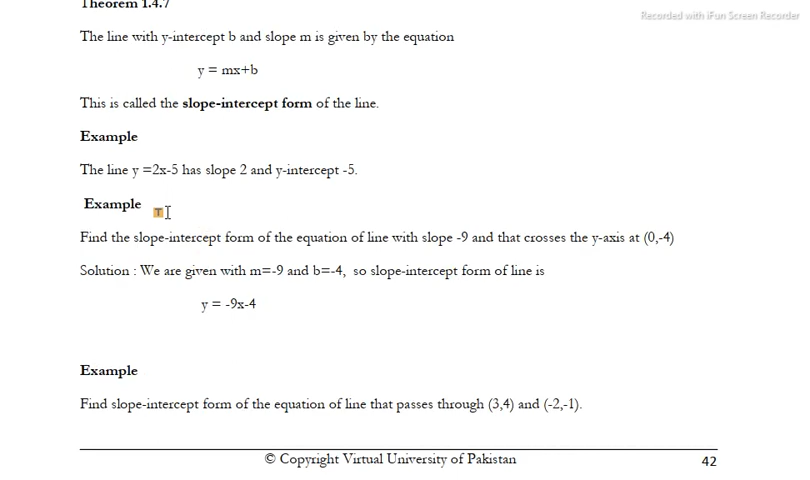 Theorem 1.4.7
Recorded with iFun Screen Recorder
The line with y-intercept b and slope m is given by the equation
y = mx+b
This is called the slope-intercept form of the line.
Example
The line y =2x-5 has slope 2 and y-intercept -5.
Example
T
Find the slope-intercept form of the equation of line with slope -9 and that crosses the y-axis at (0,-4)
Solution : We are given with m=-9 and b=-4, so slope-intercept form of line is
y = -9x-4
Example
Find slope-intercept form of the equation of line that passes through (3,4) and (-2,-1).
© Copyright Virtual University of Pakistan
42